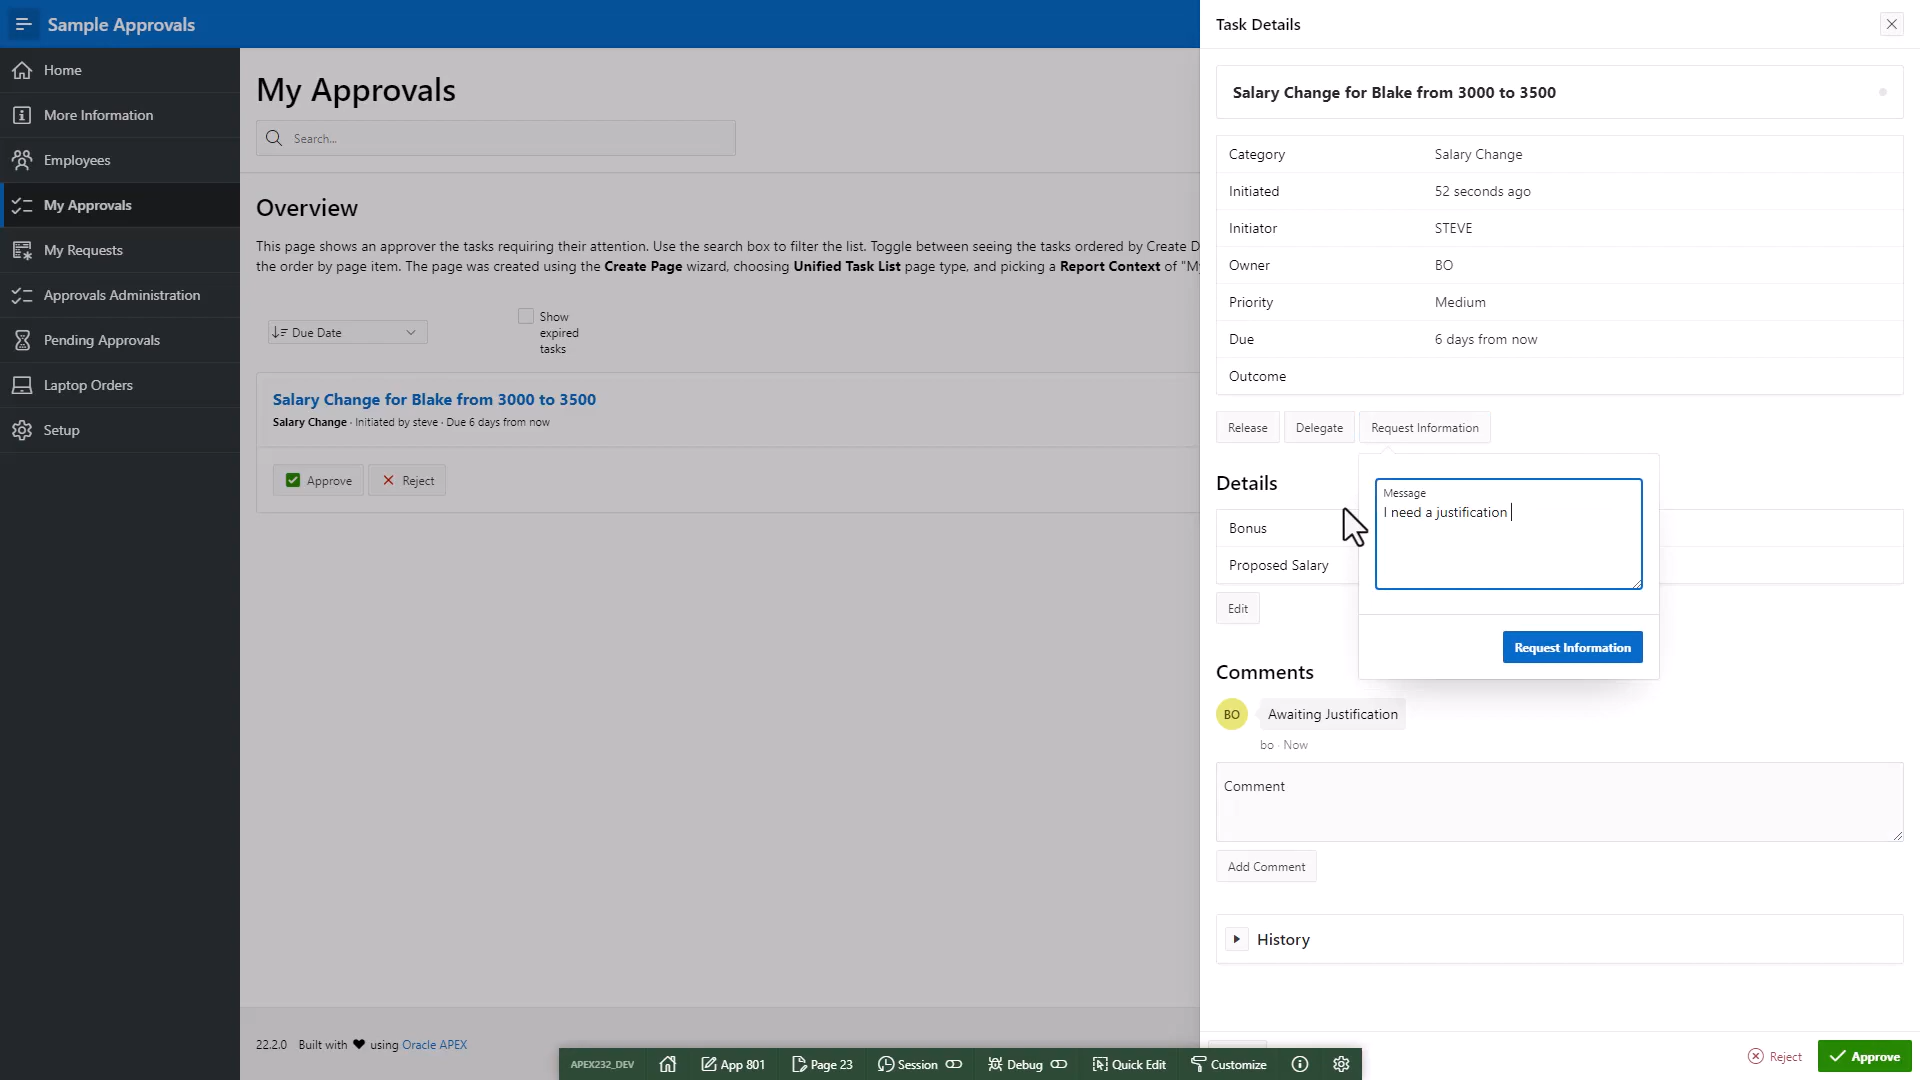 Sample Approvals
Home
More Information
Employees
My Approvals
My Requests
Approvals Administration
Pending Approvals
Laptop Orders
Setup
My Approvals
Search...
Overview
This page shows an approver the tasks requiring their attention. Use the search box to filter the list. Toggle between seeing the tasks ordered by Create D
the order by page item. The page was created using the Create Page wizard, choosing Unified Task List page type, and picking a Report Context of "My
Due Date
Show
expired
tasks
Salary Change for Blake from 3000 to 3500
Salary Change · Initiated by steve · Due 6 days from now
Approve
Reject
22.2.0 Built with ❤ using Oracle APEX
Task Details
Salary Change for Blake from 3000 to 3500
Category Salary Change
Initiated 52 seconds ago
Initiator STEVE
Owner BO
Priority Medium
Due 6 days from now
Outcome
Release
Delegate
Request Information
Message
I need a justification
Request Information
Details
Bonus
Proposed Salary
Edit
Comments
BO
Awaiting Justification
bo · Now
Comment
Add Comment
History
Reject
Approve
APEX232_DEV
App 801
Page 23
Session
Debug
Quick Edit
Customize